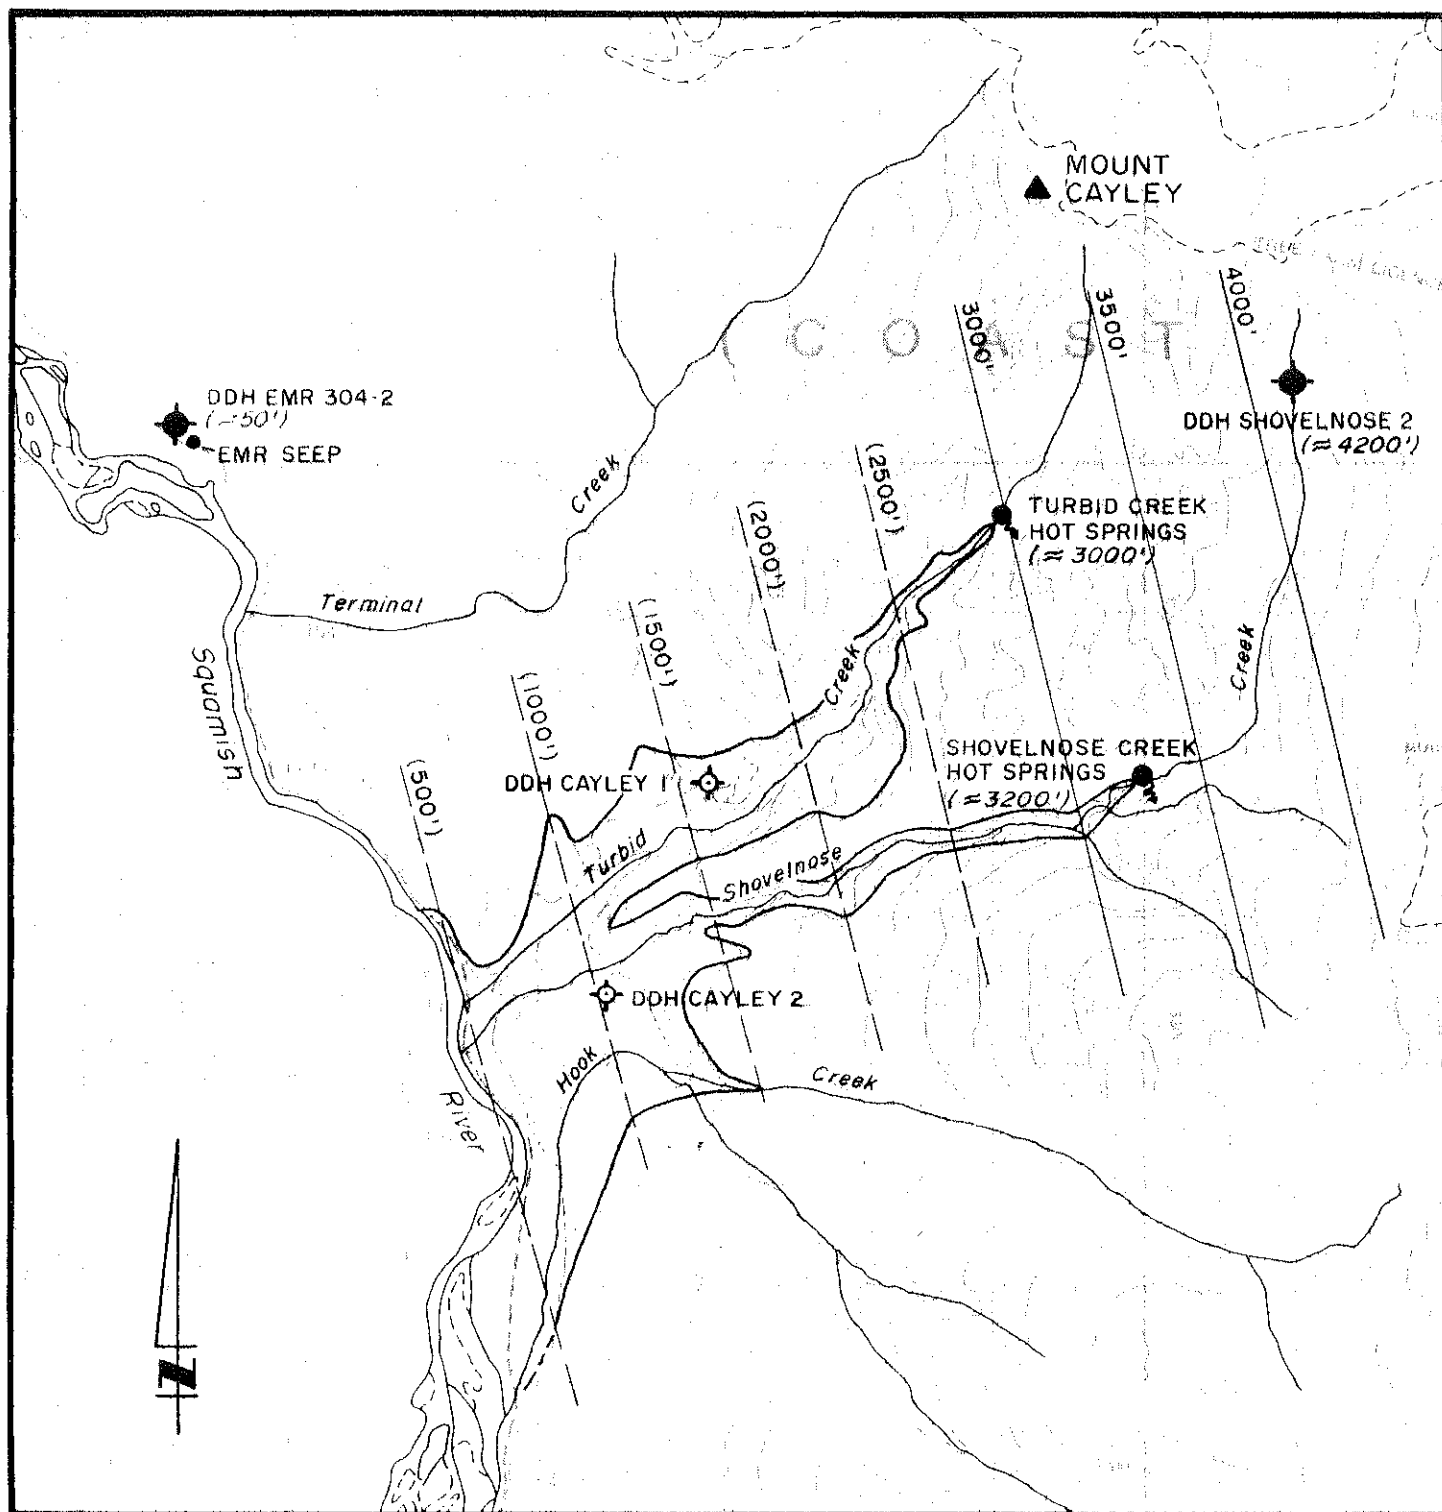 MOUNT
CAYLEY
COAST
3000'
3500'
4000'
DDH EMR 304-2
(≈50')
EMR SEEP
DDH SHOVELNOSE 2
(≈4200')
Creek
(2500')
(2000')
TURBID CREEK
HOT SPRINGS
(≈3000')
Terminal
(1500')
Squamish
(1000')
Creek
Creek
(500')
DDH CAYLEY 1
SHOVELNOSE CREEK
HOT SPRINGS
(≈3200')
Turbid
Shovelnose
DDH CAYLEY 2
Hook
Creek
River
N